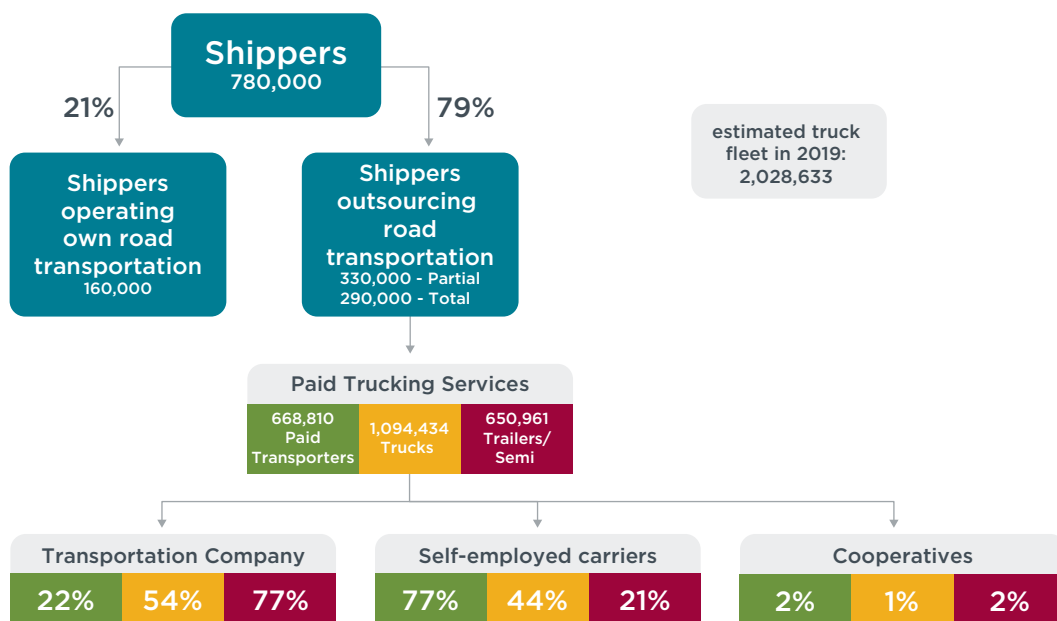 Shippers
780,000
21%
79%
estimated truck
fleet in 2019:
2,028,633
Shippers
operating
own road
transportation
160,000
Shippers
outsourcing
road
transportation
330,000 - Partial
290,000 - Total
Paid Trucking Services
668,810
Paid
Transporters
1,094,434
Trucks
650,961
Trailers/
Semi
Transportation Company
22%
54%
77%
Self-employed carriers
77%
44%
21%
Cooperatives
2%
1%
2%